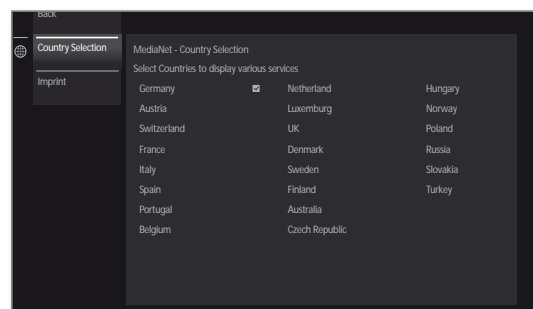 Back
Country Selection
Imprint
MediaNet - Country Selection
Select Countries to display various services
Germany Netherland Hungary
Austria Luxemburg Norway
Switzerland UK Poland
France Denmark Russia
Italy Sweden Slovakia
Spain Finland Turkey
Portugal Australia
Belgium Czech Republic